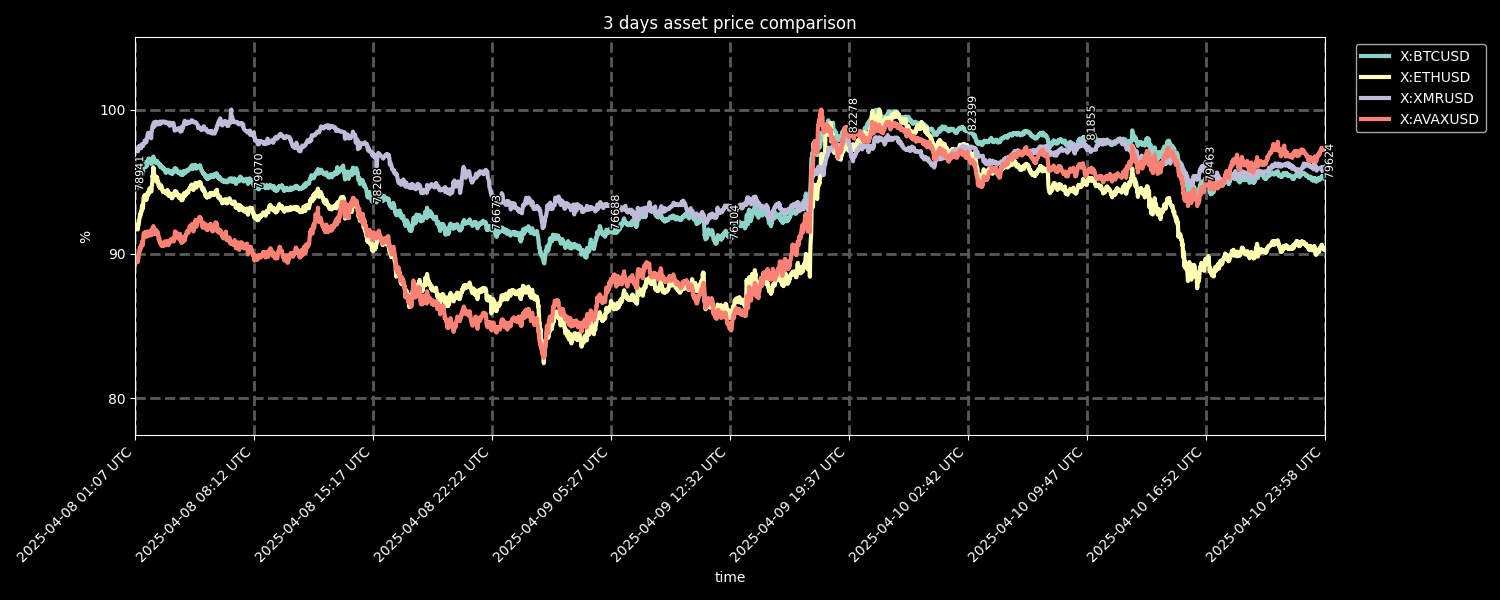 3 days asset price comparison
X:BTCUSD
X:ETHUSD
X:XMRUSD
X:AVAXUSD
100
90
80
%
78941
79070
78208
76673
76688
76104
82278
82399
81855
79463
79624
2025-04-08 01:07 UTC
2025-04-08 08:12 UTC
2025-04-08 15:17 UTC
2025-04-08 22:22 UTC
2025-04-09 05:27 UTC
2025-04-09 12:32 UTC
2025-04-09 19:37 UTC
2025-04-10 02:42 UTC
2025-04-10 09:47 UTC
2025-04-10 16:52 UTC
2025-04-10 23:58 UTC
time